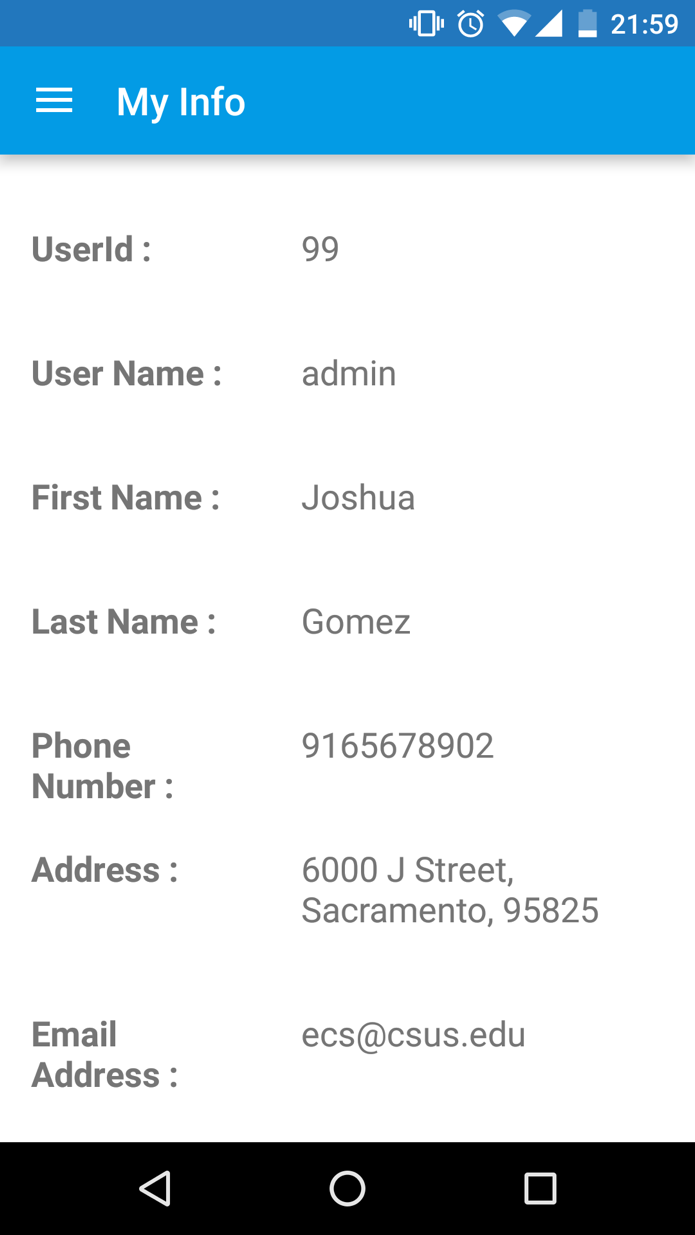 21:59
My Info
UserId : 99
User Name : admin
First Name : Joshua
Last Name : Gomez
Phone 9165678902
Number :
Address : 6000 J Street,
Sacramento, 95825
Email ecs@csus.edu
Address :